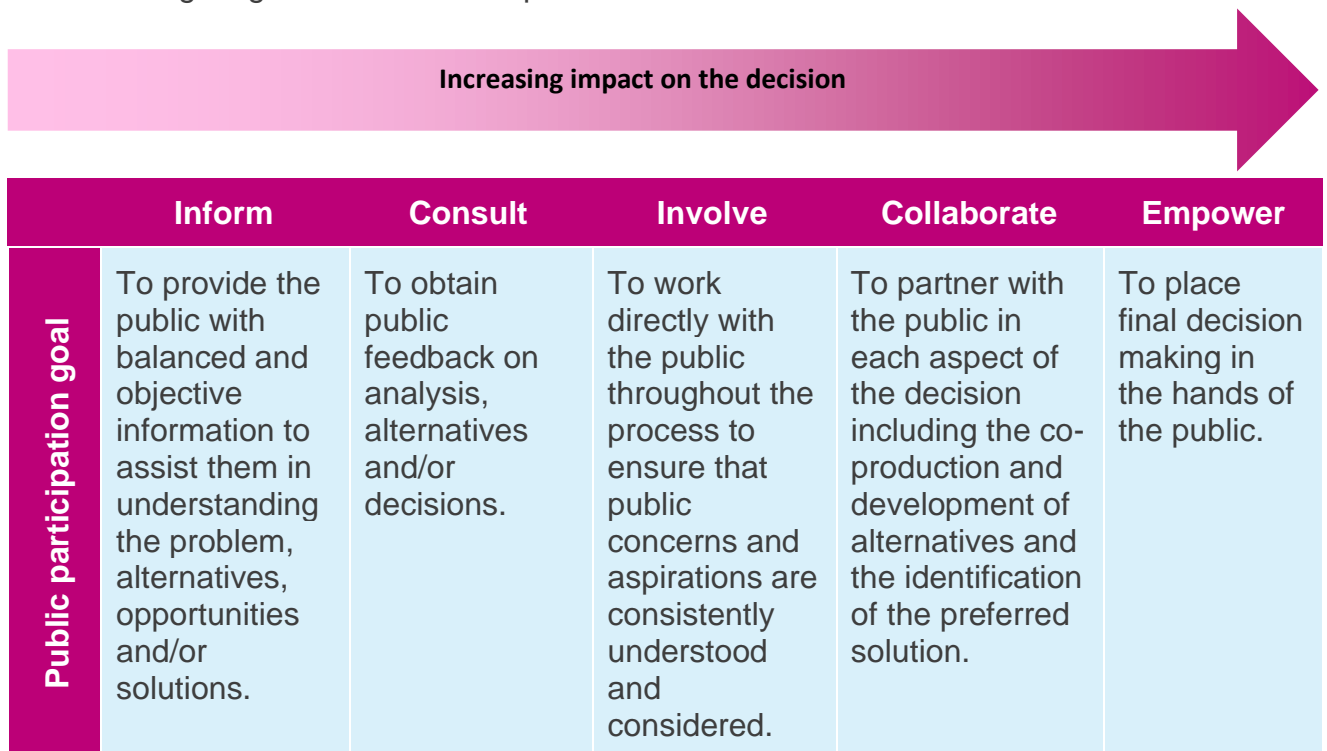 Increasing impact on the decision
Inform
Consult
Involve
Collaborate
Empower
Public participation goal
To provide the
public with
balanced and
objective
information to
assist them in
understanding
the problem,
alternatives,
opportunities
and/or
solutions.
To obtain
public
feedback on
analysis,
alternatives
and/or
decisions.
To work
directly with
the public
throughout the
process to
ensure that
public
concerns and
aspirations are
consistently
understood
and
considered.
To partner with
the public in
each aspect of
the decision
including the co-
production and
development of
alternatives and
the identification
of the preferred
solution.
To place
final decision
making in
the hands of
the public.